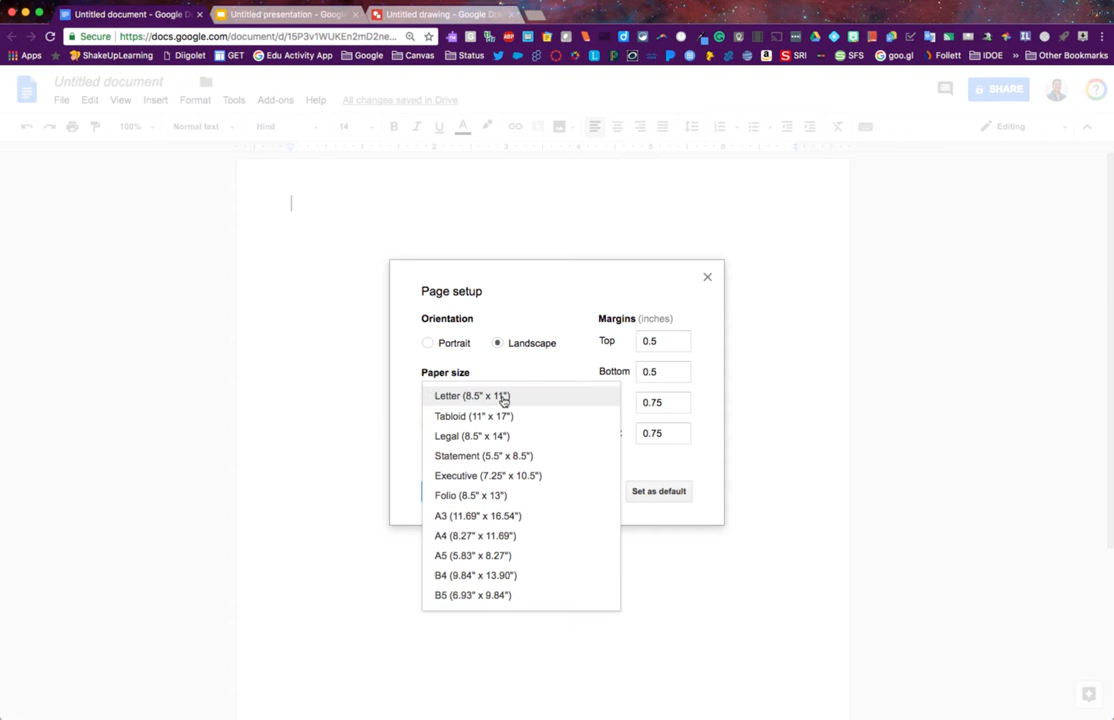 Untitled document - Google D
Untitled presentation - Google
Untitled drawing - Google Dra
Secure https://docs.google.com/document/d/15P3v1WUKEn2mD2ne...
Apps ShakeUpLearning Diigolet GET Edu Activity App Google Canvas Status SRI SFS goo.gl Follett IDOE » Other Bookmarks
Untitled document
File Edit View Insert Format Tools Add-ons Help All changes saved in Drive
SHARE
100% Normal text Hind 14 B I U A Editing
Page setup
Orientation
Portrait Landscape
Margins (inches)
Top 0.5
Bottom 0.5
0.75
0.75
Paper size
Letter (8.5" x 11")
Tabloid (11" x 17")
Legal (8.5" x 14")
Statement (5.5" x 8.5")
Executive (7.25" x 10.5")
Folio (8.5" x 13")
A3 (11.69" x 16.54")
A4 (8.27" x 11.69")
A5 (5.83" x 8.27")
B4 (9.84" x 13.90")
B5 (6.93" x 9.84")
Set as default